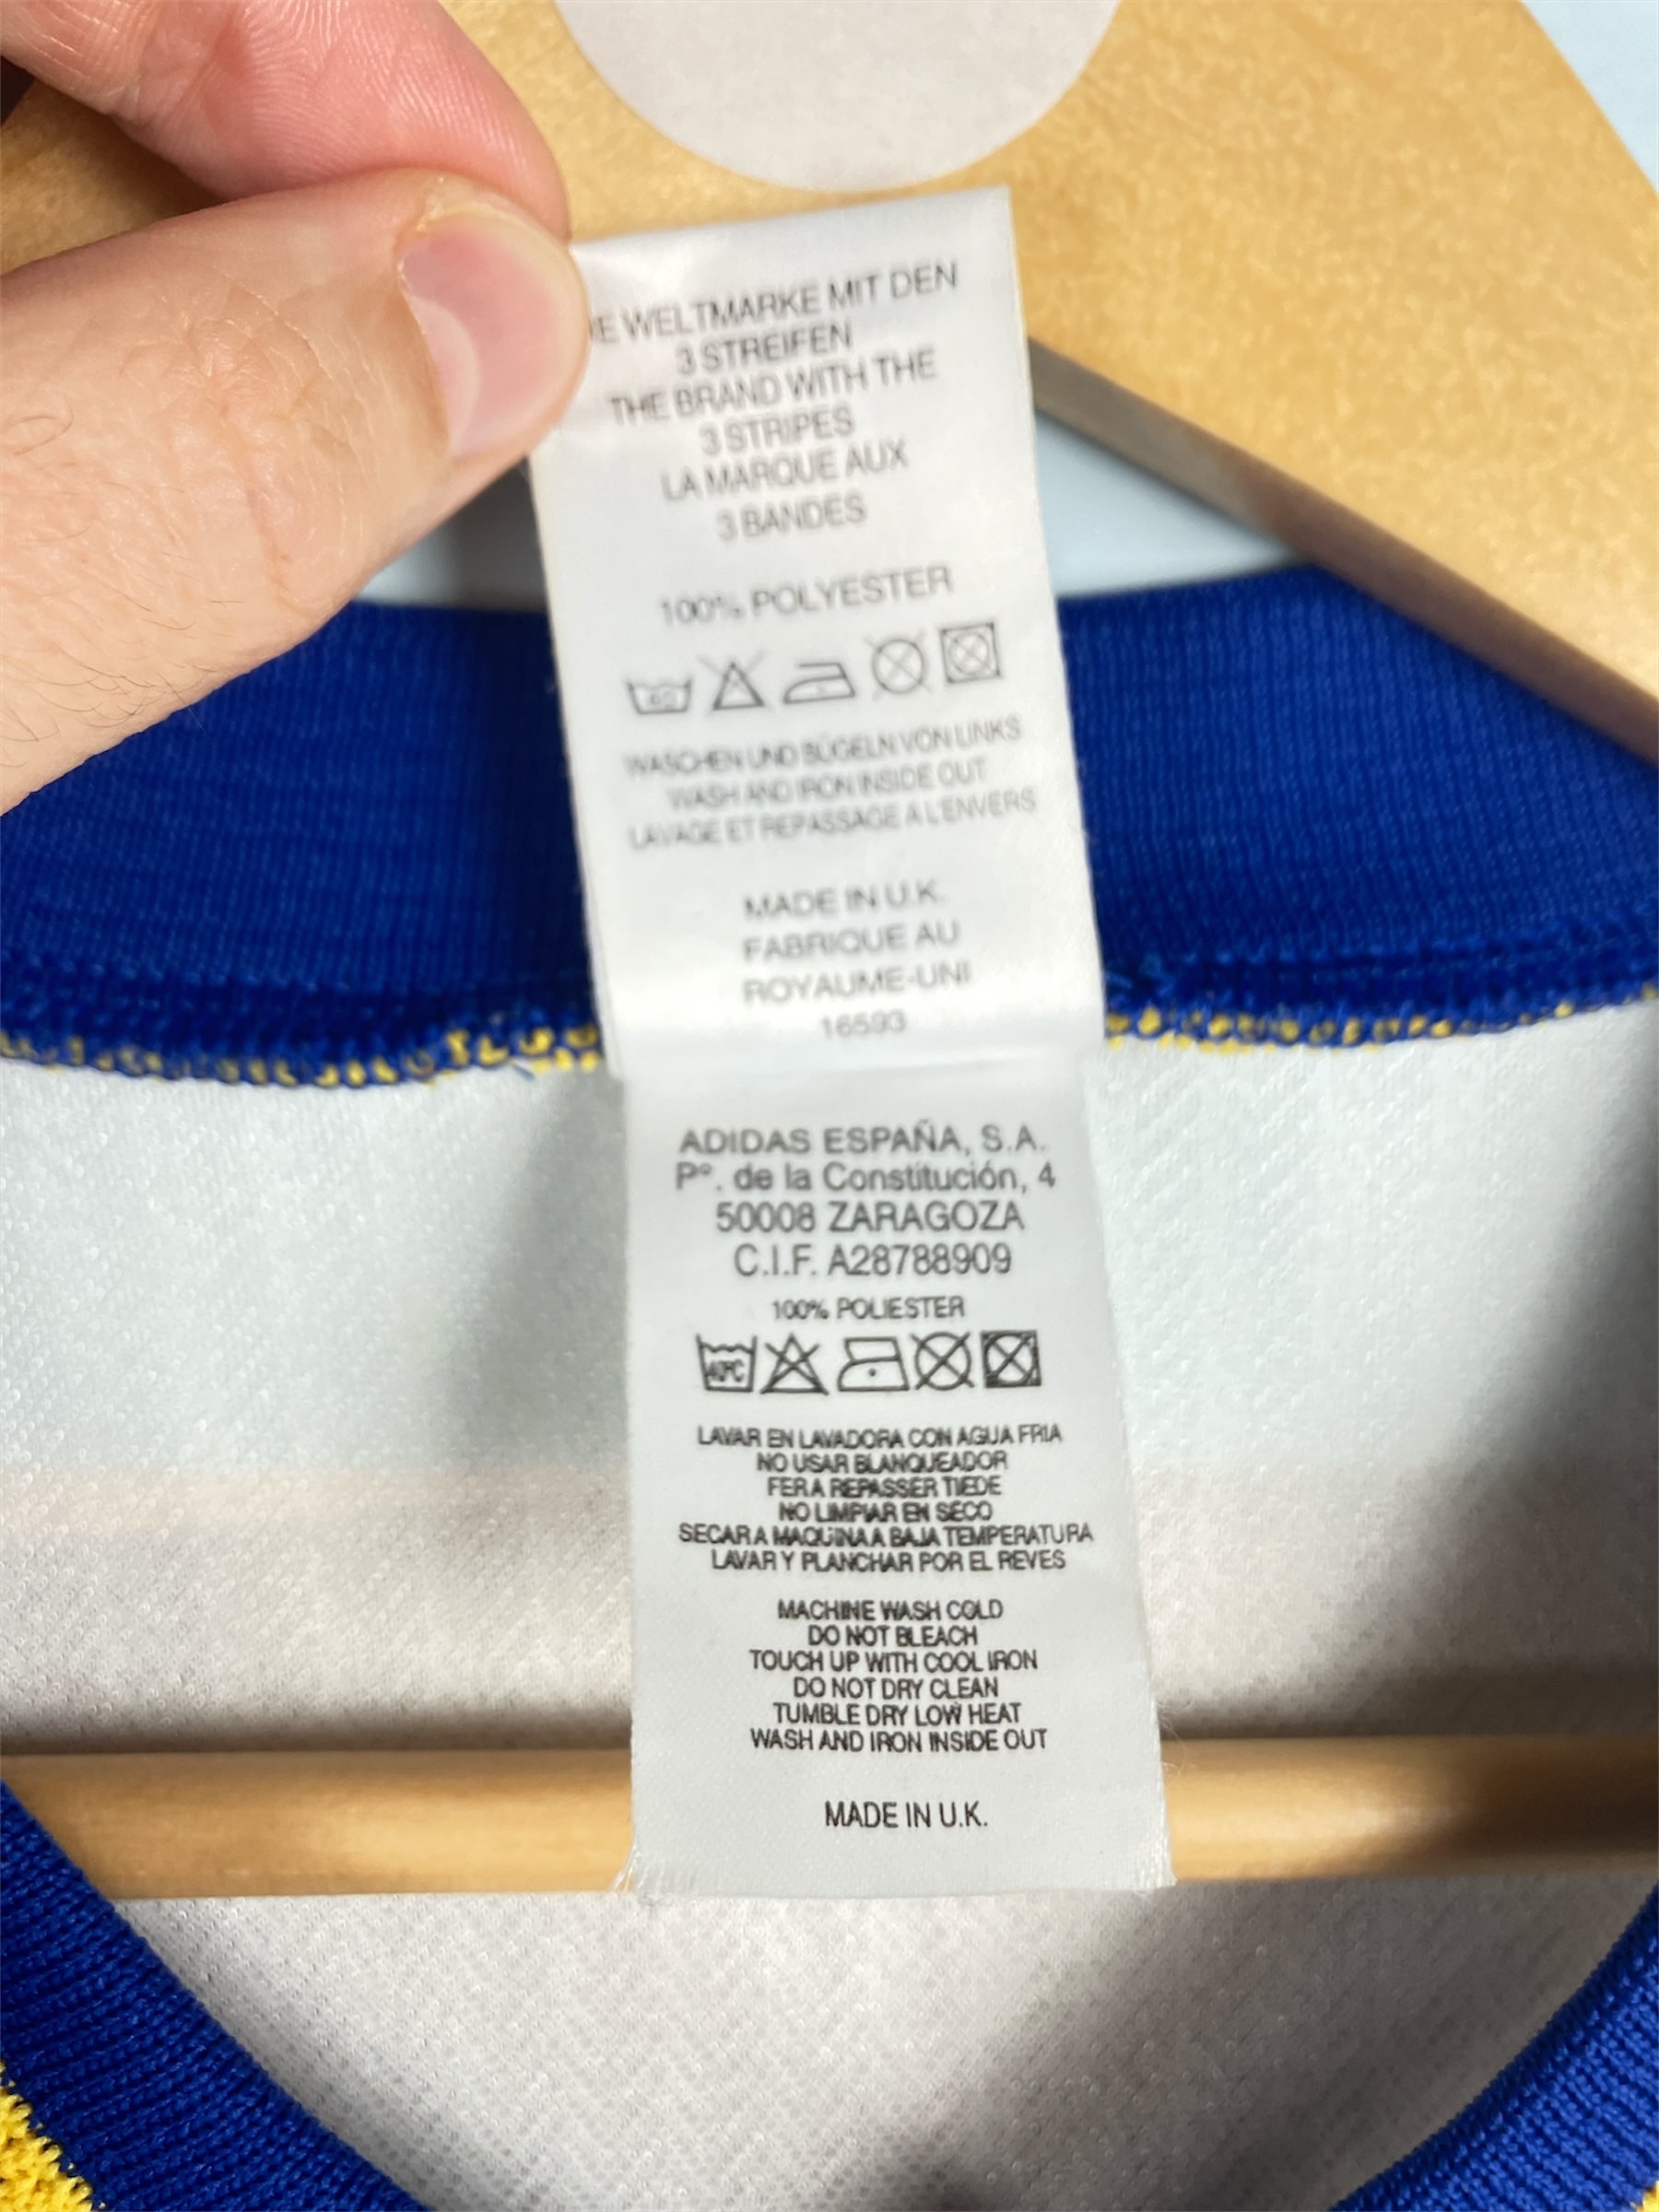 WELTMARKE MIT DEN
3 STREIFEN
THE BRAND WITH THE
3 STRIPES
LA MARQUE AUX
3 BANDES
100% POLYESTER
40
WASCHEN UND BÜGELN VON LINKS
WASH AND IRON INSIDE OUT
LAVAGE ET REPASSAGE A L'ENVERS
MADE IN U.K.
FABRIQUE AU
ROYAUME-UNI
16593
ADIDAS ESPAÑA, S.A.
Pº. de la Constitución, 4
50008 ZARAGOZA
C.I.F. A28788909
100% POLIESTER
40ºC
LAVAR EN LAVADORA CON AGUA FRIA
NO USAR BLANQUEADOR
FER A REPASSER TIEDE
NO LIMPIAR EN SECO
SECAR A MAQUINA A BAJA TEMPERATURA
LAVAR Y PLANCHAR POR EL REVES
MACHINE WASH COLD
DO NOT BLEACH
TOUCH UP WITH COOL IRON
DO NOT DRY CLEAN
TUMBLE DRY LOW HEAT
WASH AND IRON INSIDE OUT
MADE IN U.K.